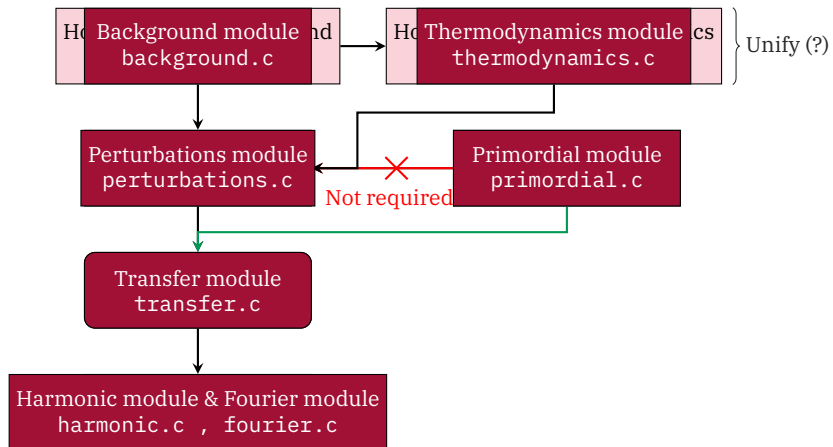 Background module
background.c
Thermodynamics module
thermodynamics.c
Unify (?)
Perturbations module
perturbations.c
Not required
Primordial module
primordial.c
Transfer module
transfer.c
Harmonic module & Fourier module
harmonic.c , fourier.c